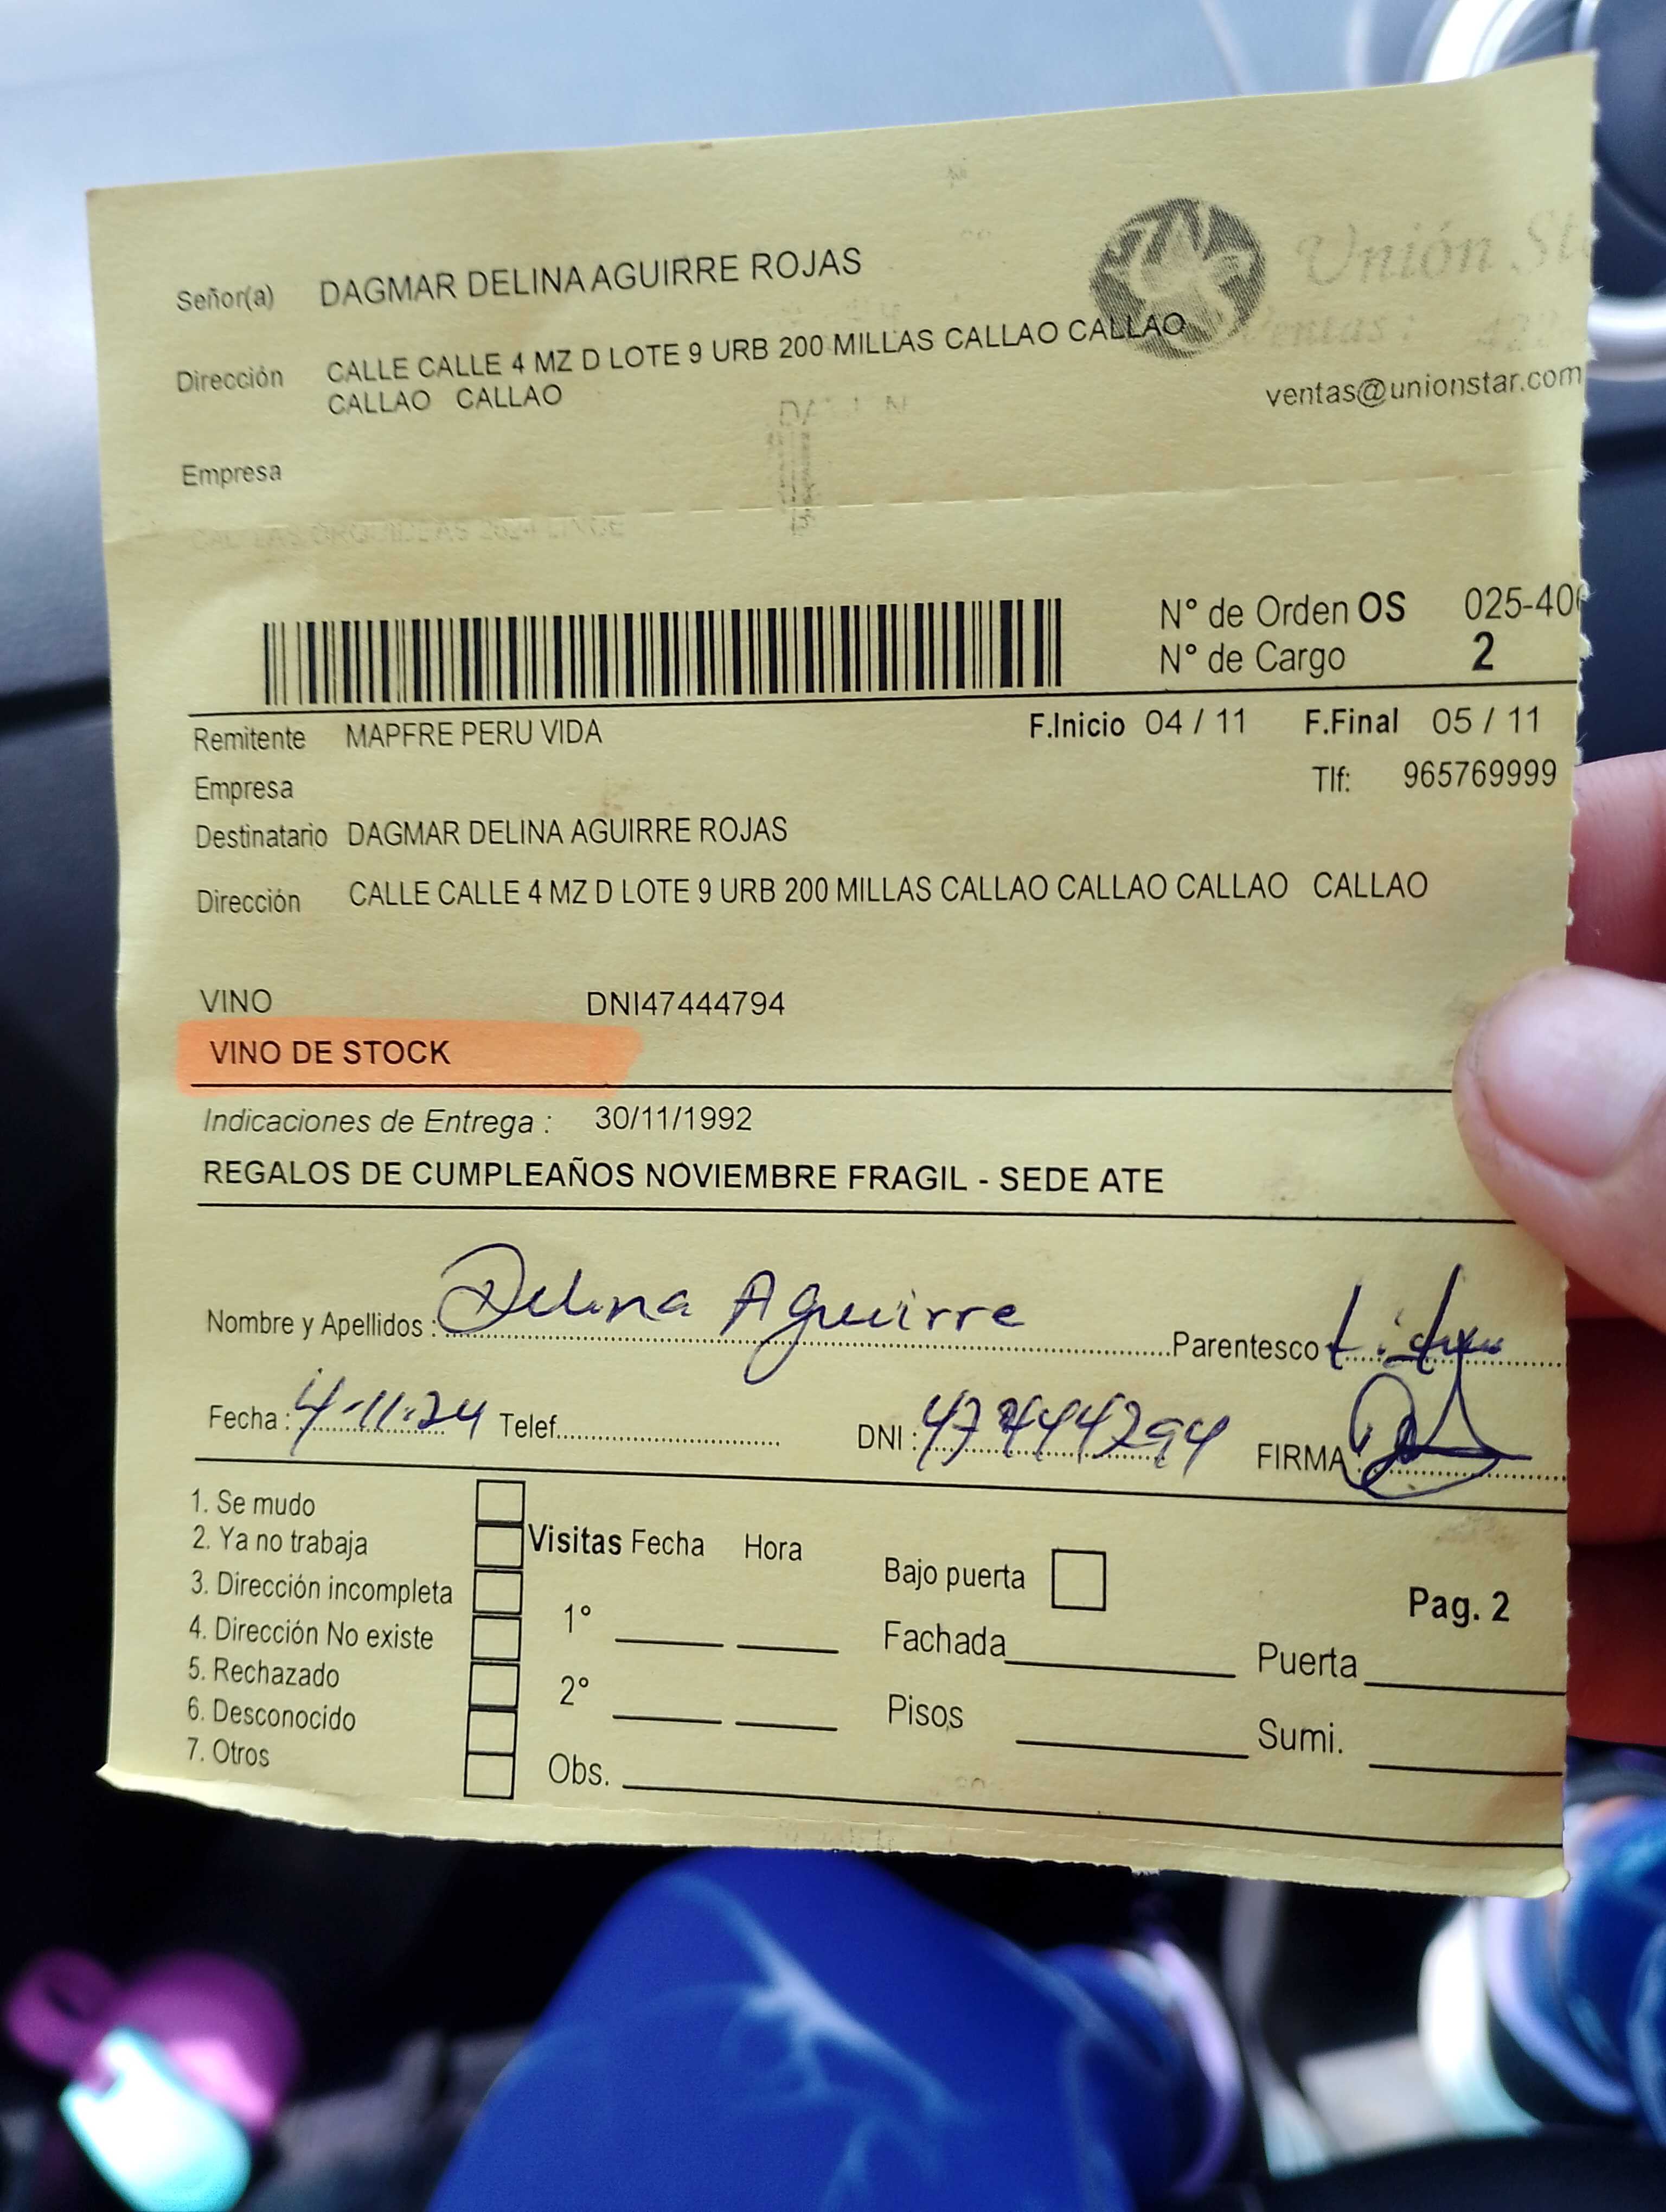 Señor(a) DAGMAR DELINA AGUIRRE ROJAS
Unión
Ventas:
Dirección CALLE CALLE 4 MZ D LOTE 9 URB 200 MILLAS CALLAO CALLAO
CALLAO CALLAO
ventas@unionstar.com
Empresa
N° de Orden OS 025-40
N° de Cargo 2
Remitente MAPFRE PERU VIDA F.Inicio 04 / 11 F.Final 05 / 11
Empresa Tlf: 965769999
Destinatario DAGMAR DELINA AGUIRRE ROJAS
Dirección CALLE CALLE 4 MZ D LOTE 9 URB 200 MILLAS CALLAO CALLAO CALLAO CALLAO
VINO DNI47444794
VINO DE STOCK
Indicaciones de Entrega : 30/11/1992
REGALOS DE CUMPLEAÑOS NOVIEMBRE FRAGIL - SEDE ATE
Nombre y Apellidos : Delina Aguirre Parentesco
Fecha : 4-11-24 Telef. DNI : FIRMA :
1. Se mudo
2. Ya no trabaja Visitas Fecha Hora Bajo puerta
3. Dirección incompleta 1° Pag. 2
4. Dirección No existe Fachada Puerta
5. Rechazado 2°
6. Desconocido Pisos Sumi.
7. Otros Obs.